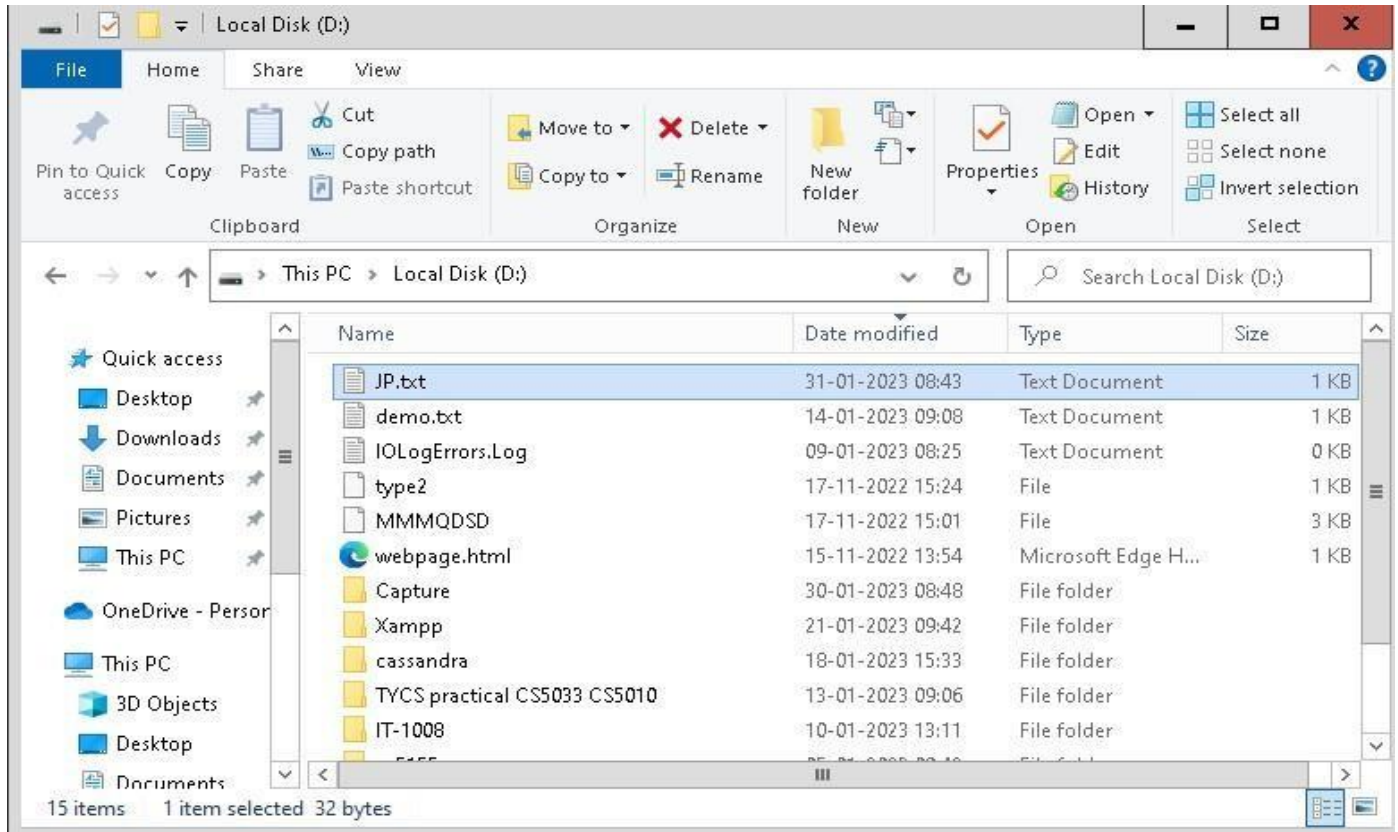 Local Disk (D:)
File Home Share View
Pin to Quick access
Copy
Paste
Cut
Copy path
Paste shortcut
Clipboard
Move to
Copy to
Delete
Rename
Organize
New folder
New
Properties
Open
Edit
History
Open
Select all
Select none
Invert selection
Select
This PC > Local Disk (D:)
Search Local Disk (D:)
Quick access
Desktop
Downloads
Documents
Pictures
This PC
OneDrive - Person
This PC
3D Objects
Desktop
Documents
Name Date modified Type Size
JP.txt 31-01-2023 08:43 Text Document 1 KB
demo.txt 14-01-2023 09:08 Text Document 1 KB
IOLogErrors.Log 09-01-2023 08:25 Text Document 0 KB
type2 17-11-2022 15:24 File 1 KB
MMMQDSD 17-11-2022 15:01 File 3 KB
webpage.html 15-11-2022 13:54 Microsoft Edge H... 1 KB
Capture 30-01-2023 08:48 File folder
Xampp 21-01-2023 09:42 File folder
cassandra 18-01-2023 15:33 File folder
TYCS practical CS5033 CS5010 13-01-2023 09:06 File folder
IT-1008 10-01-2023 13:11 File folder
15 items 1 item selected 32 bytes